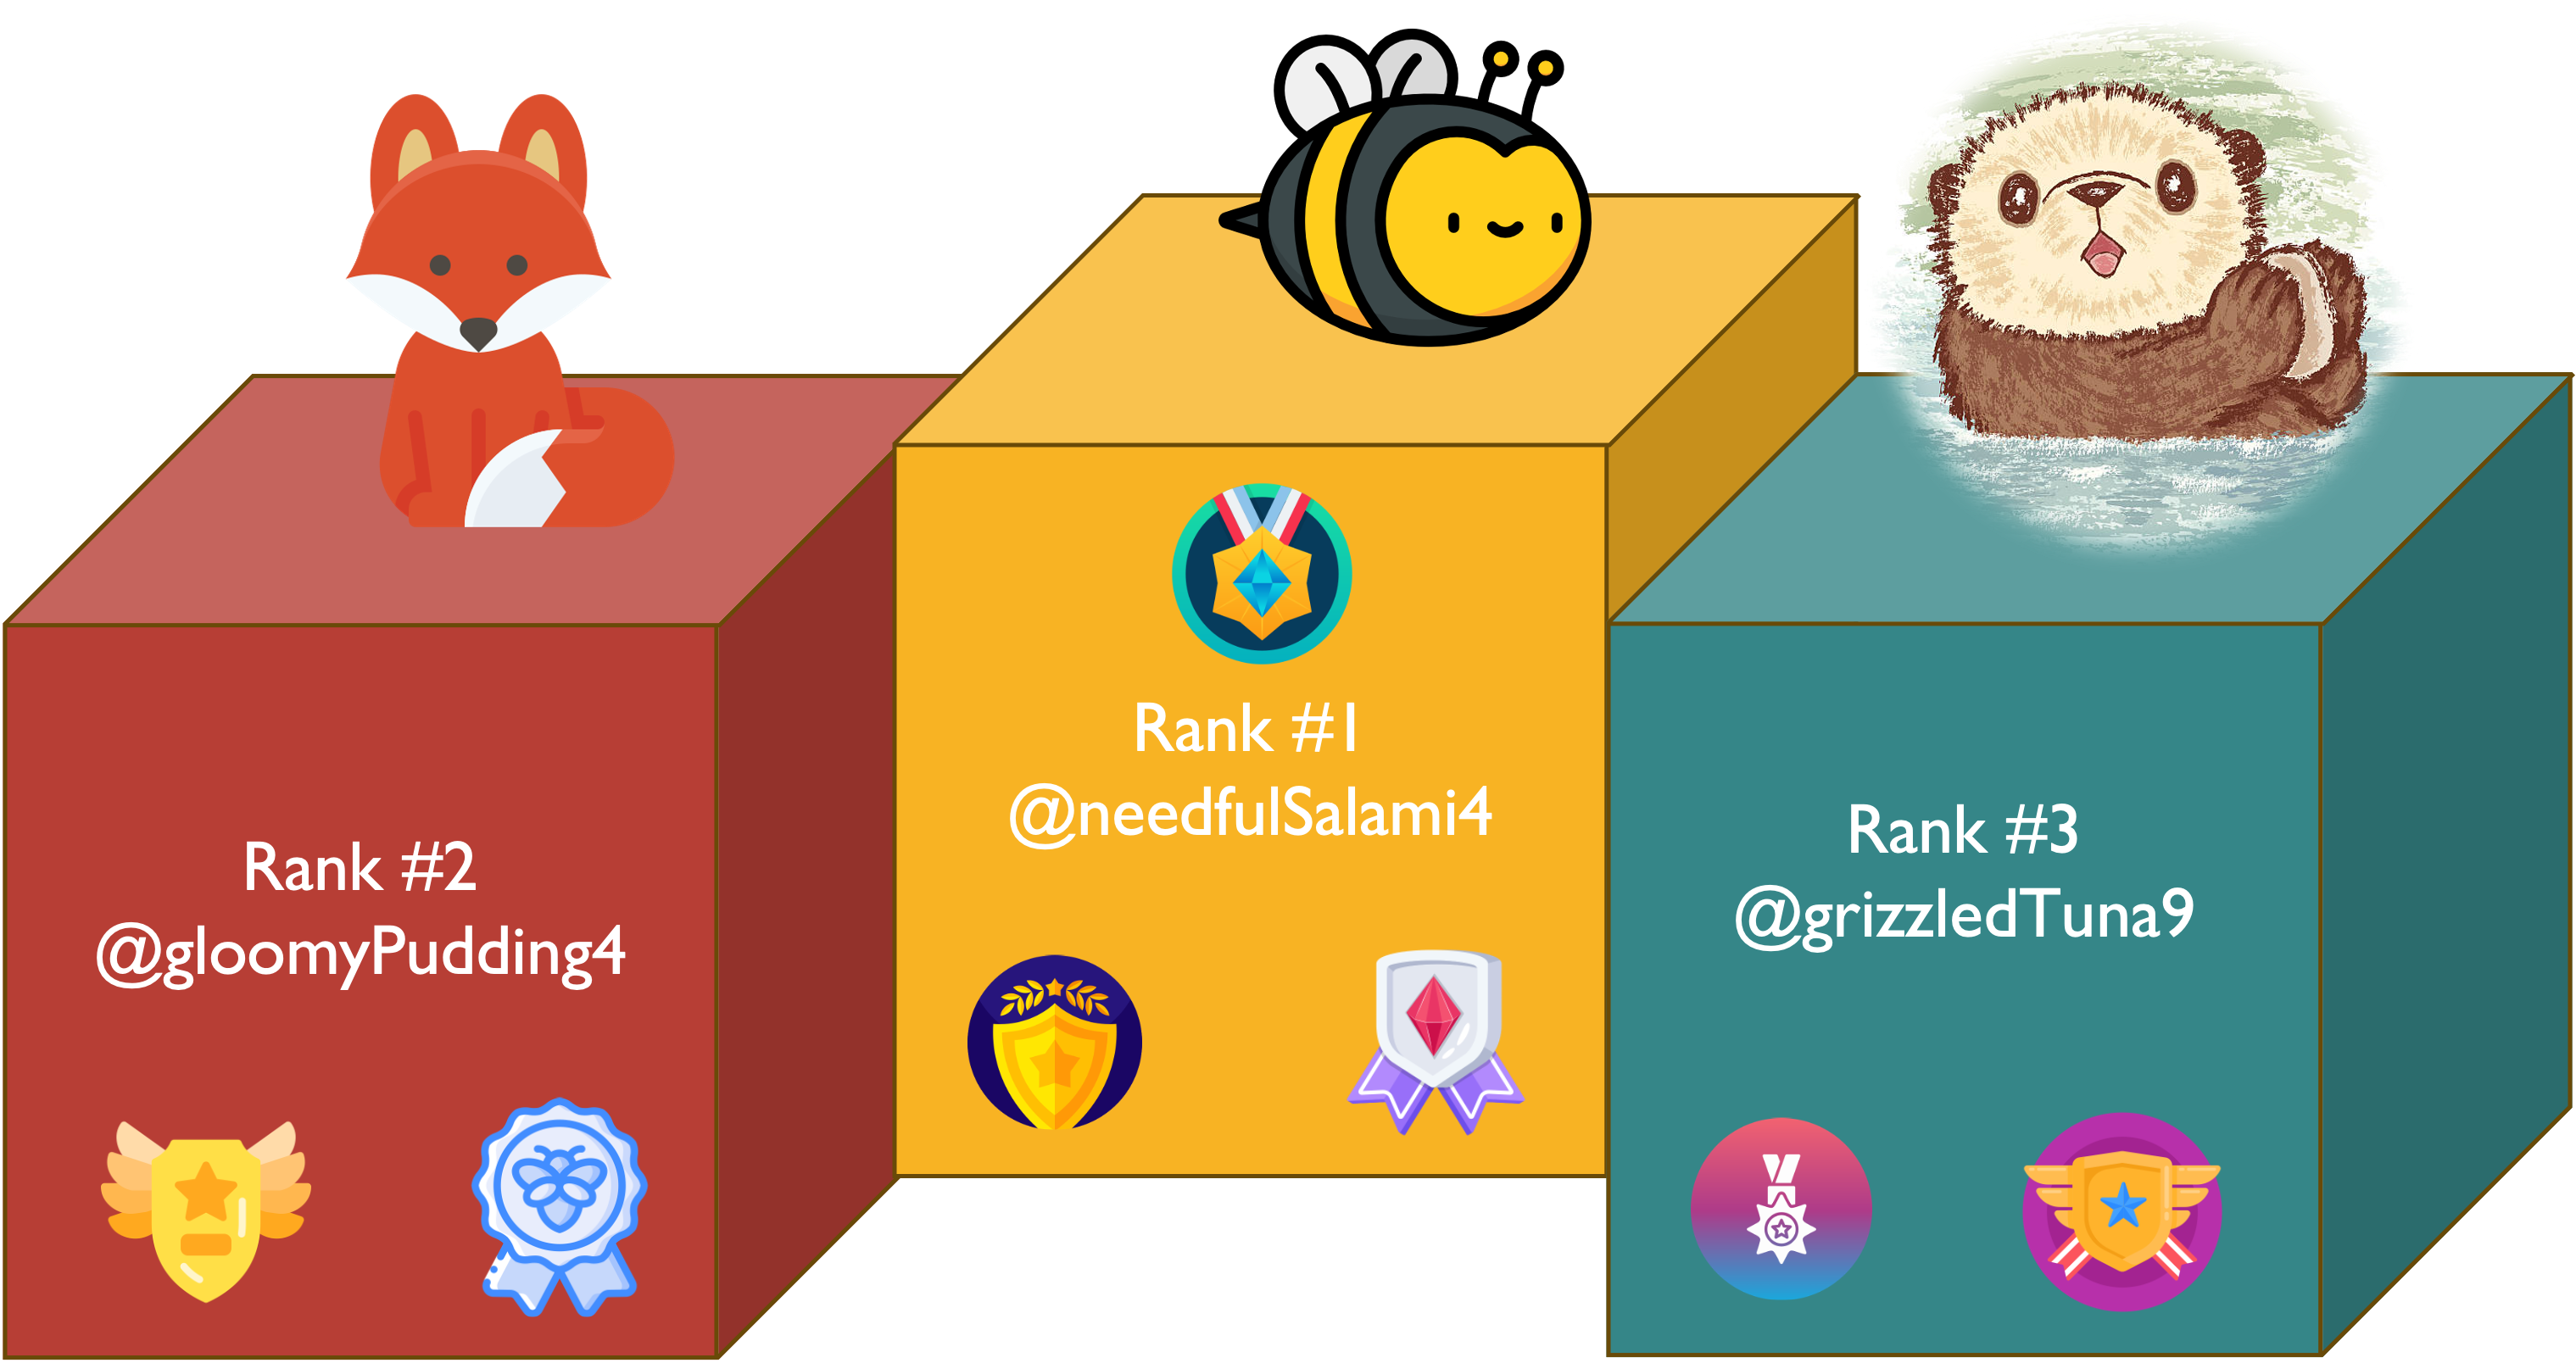 Rank #2
@gloomyPudding4
Rank #1
@needfulSalami4
Rank #3
@grizzledTuna9